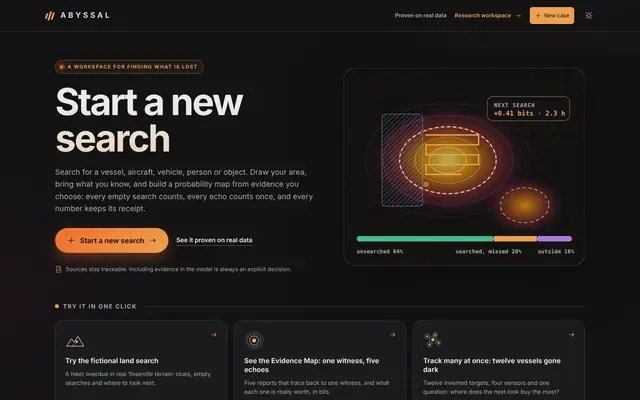 ABYSSAL
Proven on real data
Research workspace →
+ New case
A WORKSPACE FOR FINDING WHAT IS LOST
Start a new
search
Search for a vessel, aircraft, vehicle, person or object. Draw your area,
bring what you know, and build a probability map from evidence you
choose: every empty search counts, every echo counts once, and every
number keeps its receipt.
+ Start a new search →
See it proven on real data
Sources stay traceable. Including evidence in the model is always an explicit decision.
NEXT SEARCH
+0.41 bits · 2.3 h
unsearched 64%
searched, missed 20%
outside 16%
TRY IT IN ONE CLICK
Try the fictional land search
A hiker overdue in real Yosemite terrain: clues, empty
searches and where to look next.
See the Evidence Map: one witness, five
echoes
Five reports that trace back to one witness, and what
each one is really worth, in bits.
Track many at once: twelve vessels gone
dark
Twelve invented targets, four sensors and one
question: where does the next look buy the most?